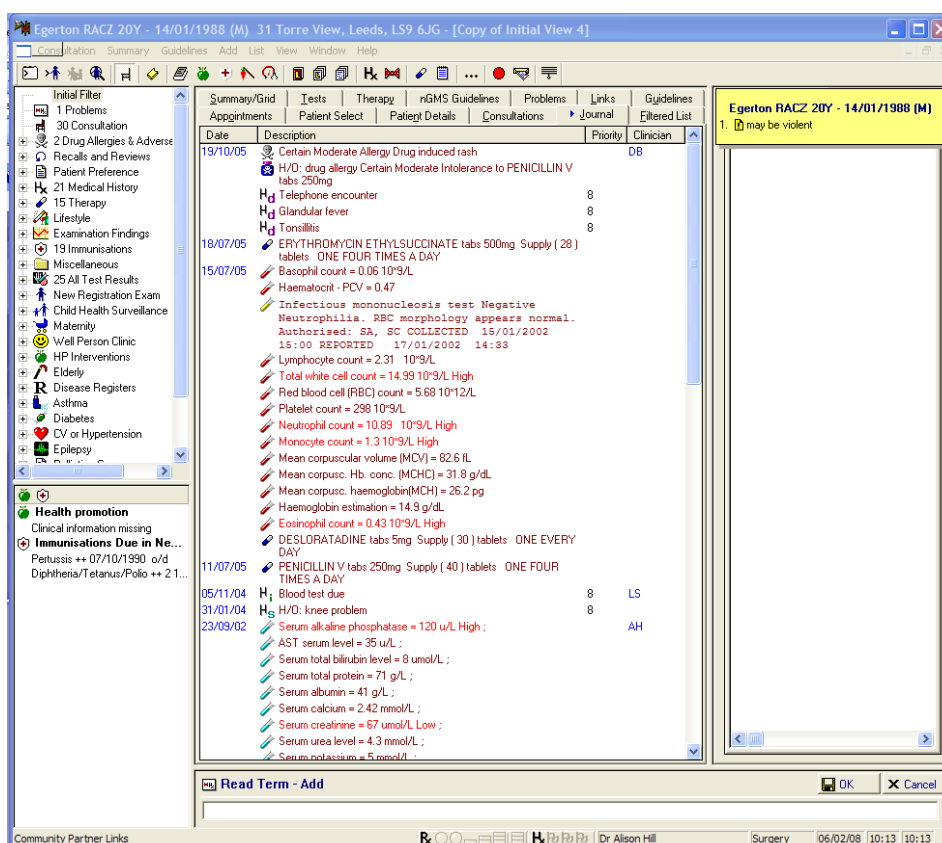 Egerton RACZ 20Y - 14/01/1988 (M) 31 Torre View, Leeds, LS9 6JG - [Copy of Initial View 4]
Consultation Summary Guidelines Add List View Window Help
Initial Filter
1 Problems
30 Consultation
2 Drug Allergies & Adverse
Recalls and Reviews
Patient Preference
21 Medical History
15 Therapy
Lifestyle
Examination Findings
19 Immunisations
Miscellaneous
25 All Test Results
New Registration Exam
Child Health Surveillance
Maternity
Well Person Clinic
HP Interventions
Elderly
Disease Registers
Asthma
Diabetes
CV or Hypertension
Epilepsy
Health promotion
Clinical information missing
Immunisations Due in Ne...
Pertussis ++ 07/10/1990 o/d
Diphtheria/Tetanus/Polio ++ 2 1...
Summary/Grid Tests Therapy nGMS Guidelines Problems Links Guidelines
Appointments Patient Select Patient Details Consultations Journal Filtered List
Date Description Priority Clinician
19/10/05 Certain Moderate Allergy Drug induced rash DB
H/O: drug allergy Certain Moderate Intolerance to PENICILLIN V
tabs 250mg
Hd Telephone encounter 8
Hd Glandular fever 8
Hd Tonsillitis 8
18/07/05 ERYTHROMYCIN ETHYLSUCCINATE tabs 500mg Supply ( 28 )
tablets ONE FOUR TIMES A DAY
15/07/05 Basophil count = 0.06 10^9/L
Haematocrit - PCV = 0.47
Infectious mononucleosis test Negative
Neutrophilia. RBC morphology appears normal.
Authorised: SA, SC COLLECTED 15/01/2002
15:00 REPORTED 17/01/2002 14:33
Lymphocyte count = 2.31 10^9/L
Total white cell count = 14.99 10^9/L High
Red blood cell (RBC) count = 5.68 10^12/L
Platelet count = 298 10^9/L
Neutrophil count = 10.89 10^9/L High
Monocyte count = 1.3 10^9/L High
Mean corpuscular volume (MCV) = 82.6 fL
Mean corpusc. Hb. conc. (MCHC) = 31.8 g/dL
Mean corpusc. haemoglobin(MCH) = 26.2 pg
Haemoglobin estimation = 14.9 g/dL
Eosinophil count = 0.43 10^9/L High
DESLORATADINE tabs 5mg Supply ( 30 ) tablets ONE EVERY
DAY
11/07/05 PENICILLIN V tabs 250mg Supply ( 40 ) tablets ONE FOUR
TIMES A DAY
05/11/04 Hi Blood test due 8 LS
31/01/04 Hs H/O: knee problem 8
23/09/02 Serum alkaline phosphatase = 120 u/L High ; AH
AST serum level = 35 u/L ;
Serum total bilirubin level = 8 umol/L ;
Serum total protein = 71 g/L ;
Serum albumin = 41 g/L ;
Serum calcium = 2.42 mmol/L ;
Serum creatinine = 67 umol/L Low ;
Serum urea level = 4.3 mmol/L ;
Serum potassium = 5 mmol/L ;
Egerton RACZ 20Y - 14/01/1988 (M)
1. may be violent
Read Term - Add
OK Cancel
Community Partner Links Dr Alison Hill Surgery 06/02/08 10:13 10:13